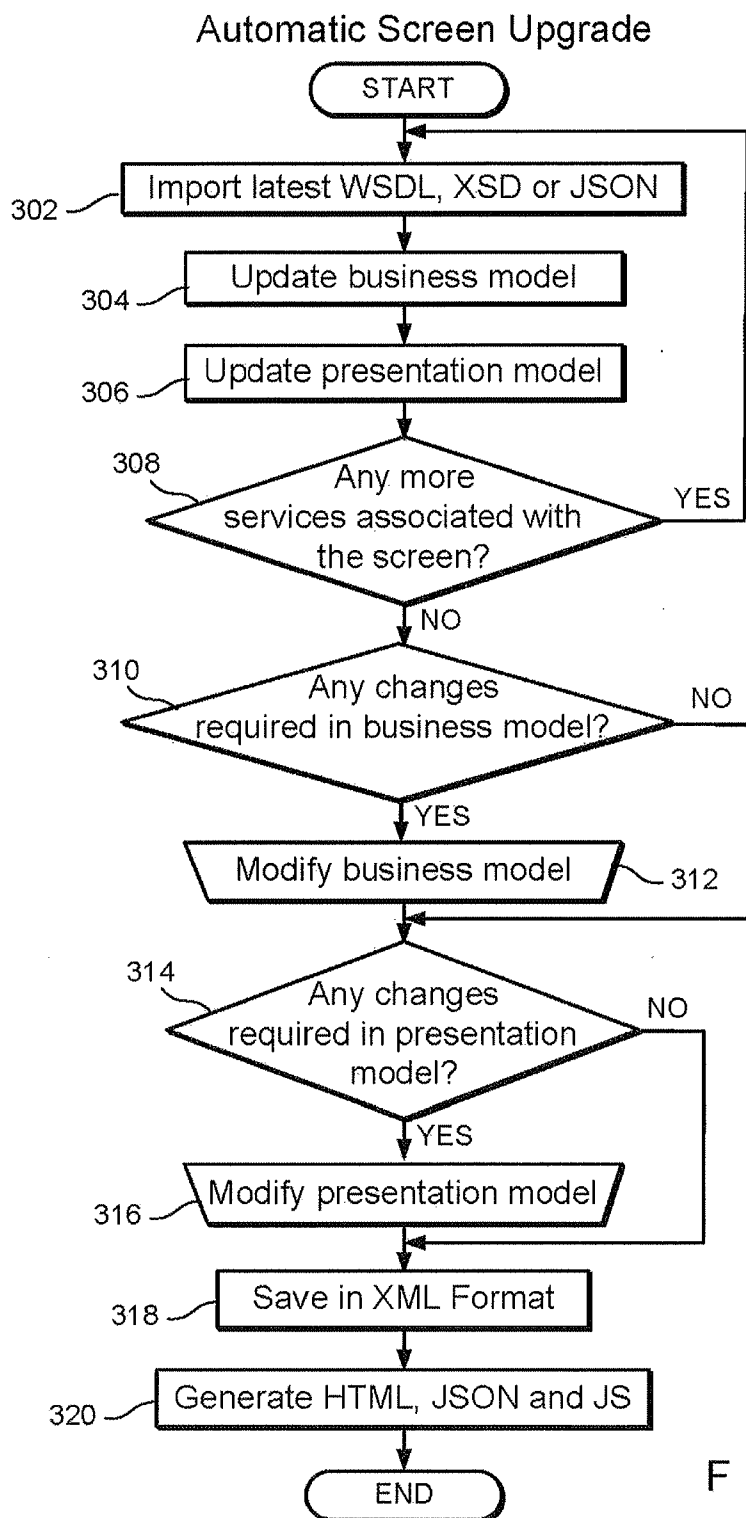 Automatic Screen Upgrade
START
302
Import latest WSDL, XSD or JSON
304
Update business model
306
Update presentation model
308
Any more
services associated with
the screen?
YES
NO
310
Any changes
required in business model?
NO
YES
Modify business model
312
314
Any changes
required in presentation
model?
NO
YES
316
Modify presentation model
318
Save in XML Format
320
Generate HTML, JSON and JS
END
F